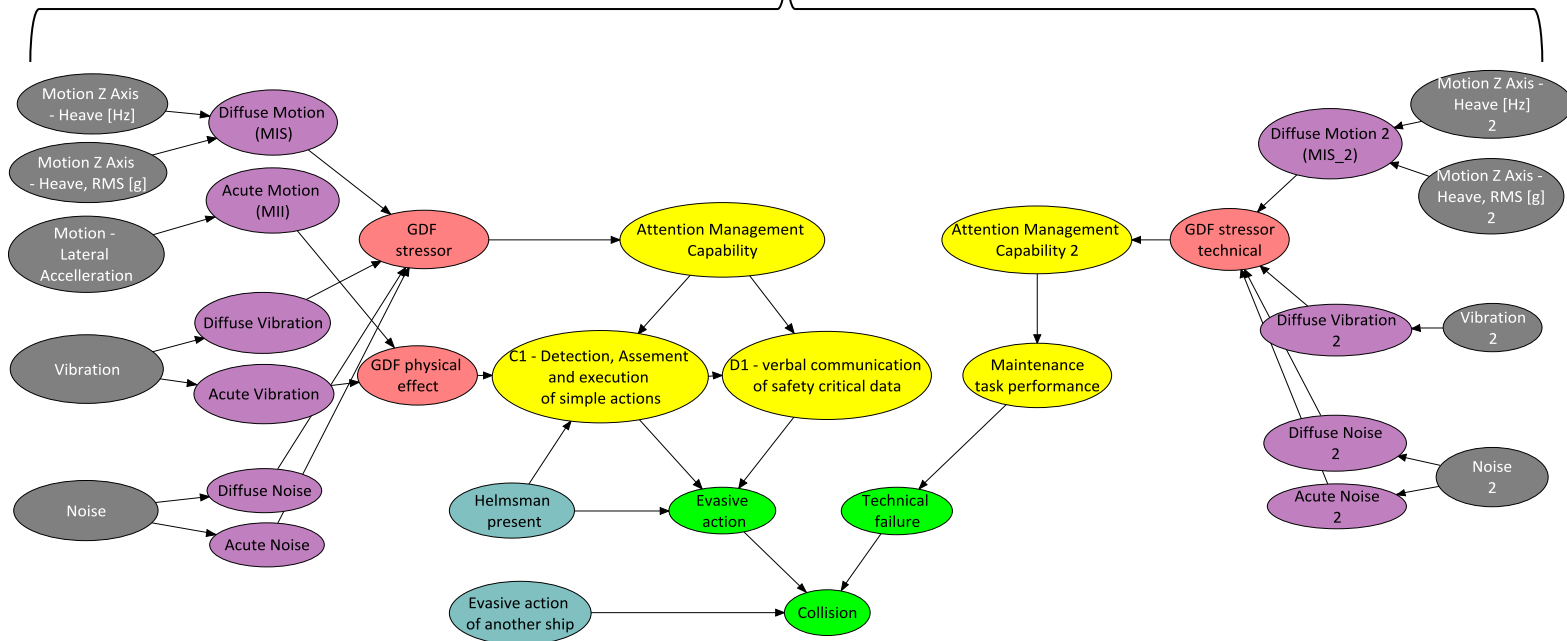 Motion Z Axis
- Heave [Hz]
Motion Z Axis
- Heave, RMS [g]
Motion -
Lateral
Accelleration
Vibration
Noise
Diffuse Motion
(MIS)
Acute Motion
(MII)
Diffuse Vibration
Acute Vibration
Diffuse Noise
Acute Noise
GDF
stressor
GDF physical
effect
Attention Management
Capability
C1 - Detection, Assement
and execution
of simple actions
D1 - verbal communication
of safety critical data
Helmsman
present
Evasive
action
Evasive action
of another ship
Collision
Technical
failure
Attention Management
Capability 2
Maintenance
task performance
GDF stressor
technical
Diffuse Motion 2
(MIS_2)
Diffuse Vibration
2
Diffuse Noise
2
Acute Noise
2
Motion Z Axis -
Heave [Hz]
2
Motion Z Axis -
Heave, RMS [g]
2
Vibration
2
Noise
2